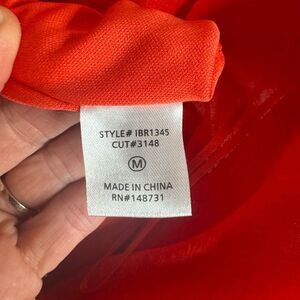 STYLE# IBR1345
CUT#3148
M
MADE IN CHINA
RN#148731